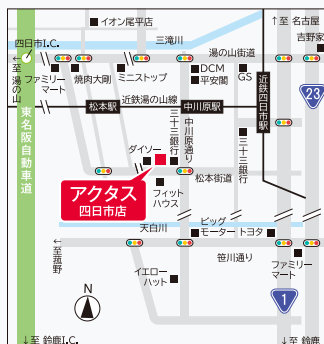 イオン尾平店
↑至 名古屋
吉野家
四日市I.C.
三滝川
湯の山街道
←至 湯の山
ファミリー
マート
焼肉大剛
ミニストップ
DCM
平安閣
GS
近鉄四日市駅
23
近鉄湯の山線
松本駅
中川原駅
東名阪自動車道
ダイソー
三十三銀行
中川原通り
三十三銀行
アクタス
四日市店
フィット
ハウス
松本街道
天白川
ビッグ
モーター
トヨタ
←至 菰野
笹川通り
イエロー
ハット
ファミリー
マート
N
1
↓至 鈴鹿I.C.
↓至 鈴鹿